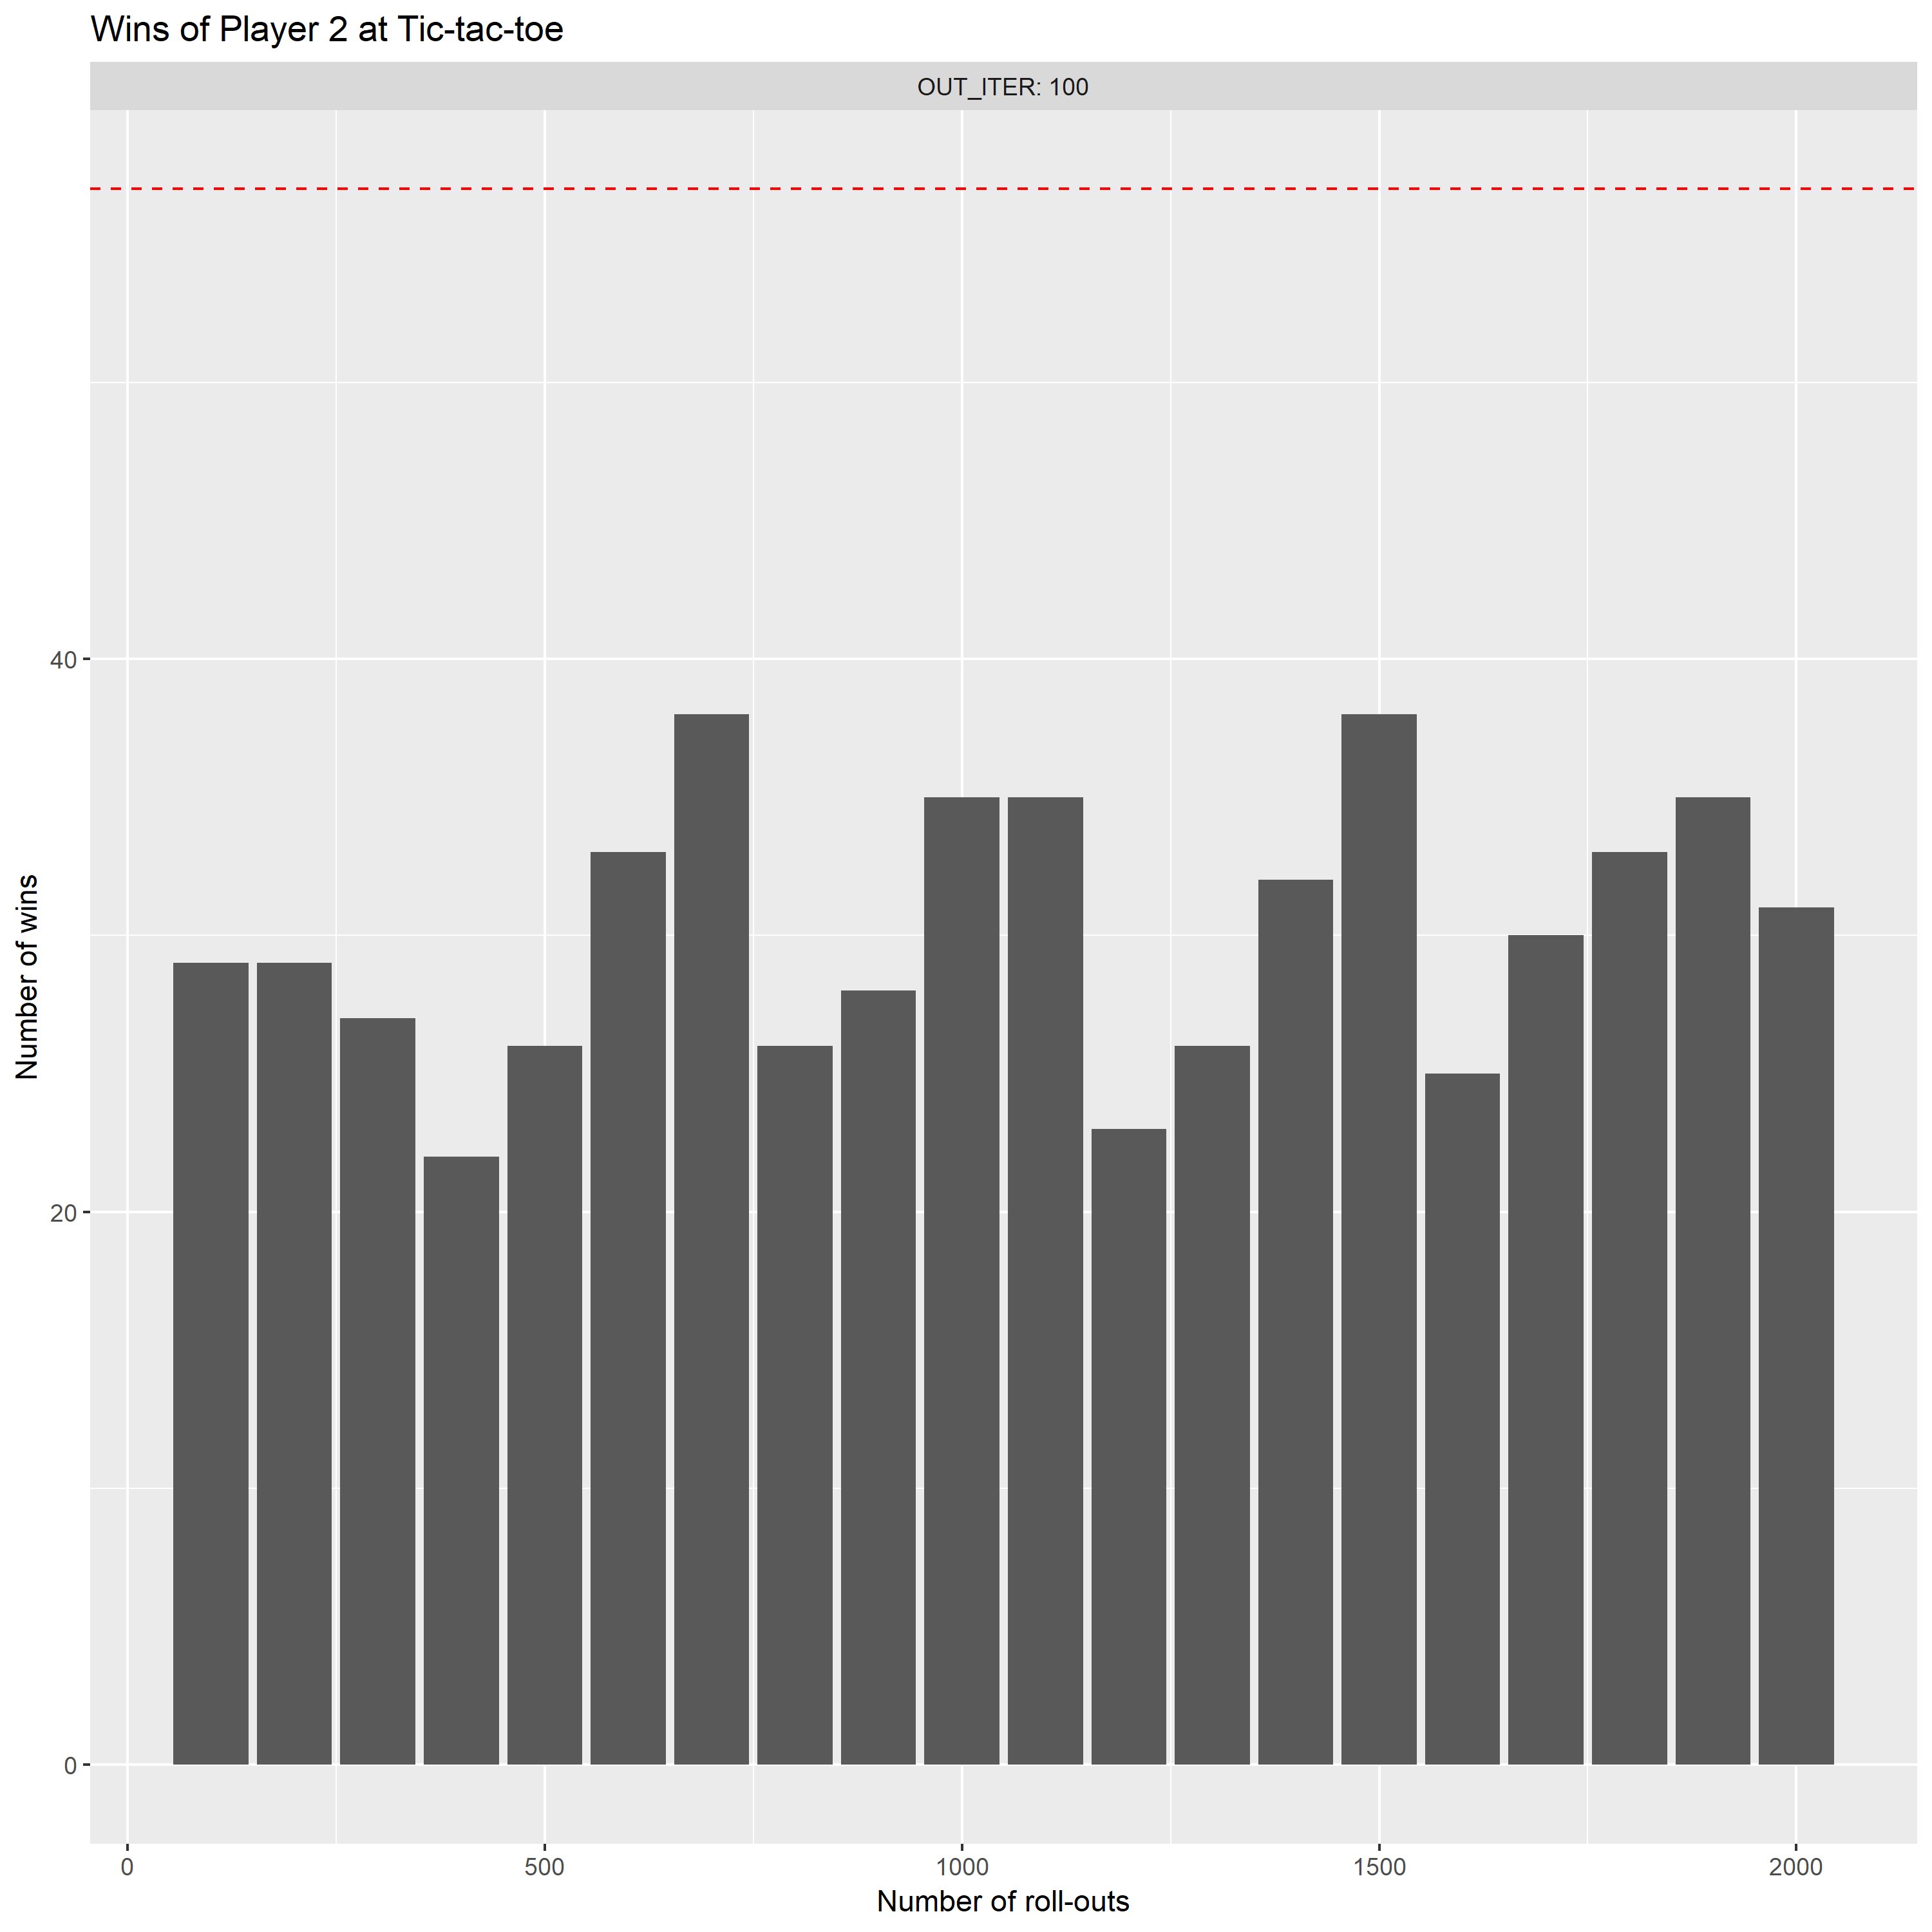 Wins of Player 2 at Tic-tac-toe
OUT_ITER: 100
Number of wins
40
20
0
0 500 1000 1500 2000
Number of roll-outs